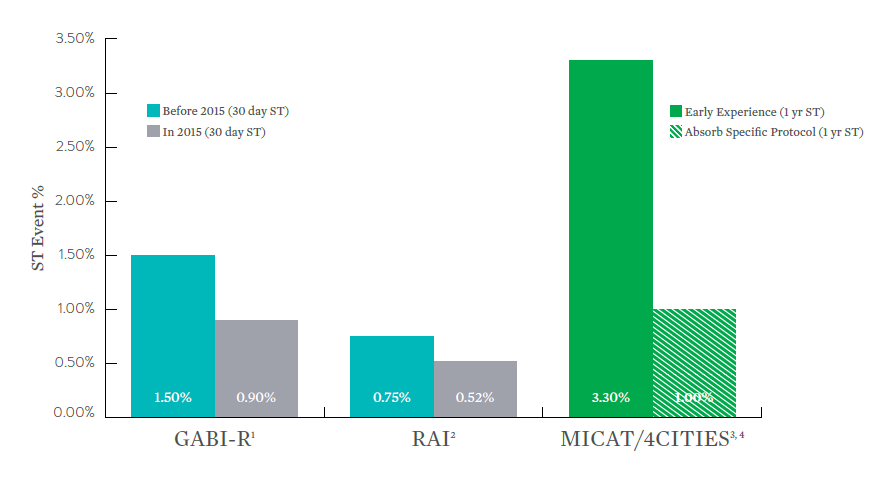 3.50%
3.00%
2.50%
2.00%
1.50%
1.00%
0.50%
0.00%
ST Event %
Before 2015 (30 day ST)
In 2015 (30 day ST)
Early Experience (1 yr ST)
Absorb Specific Protocol (1 yr ST)
1.50%
0.90%
0.75%
0.52%
3.30%
1.00%
GABI-R¹
RAI²
MICAT/4CITIES³,⁴